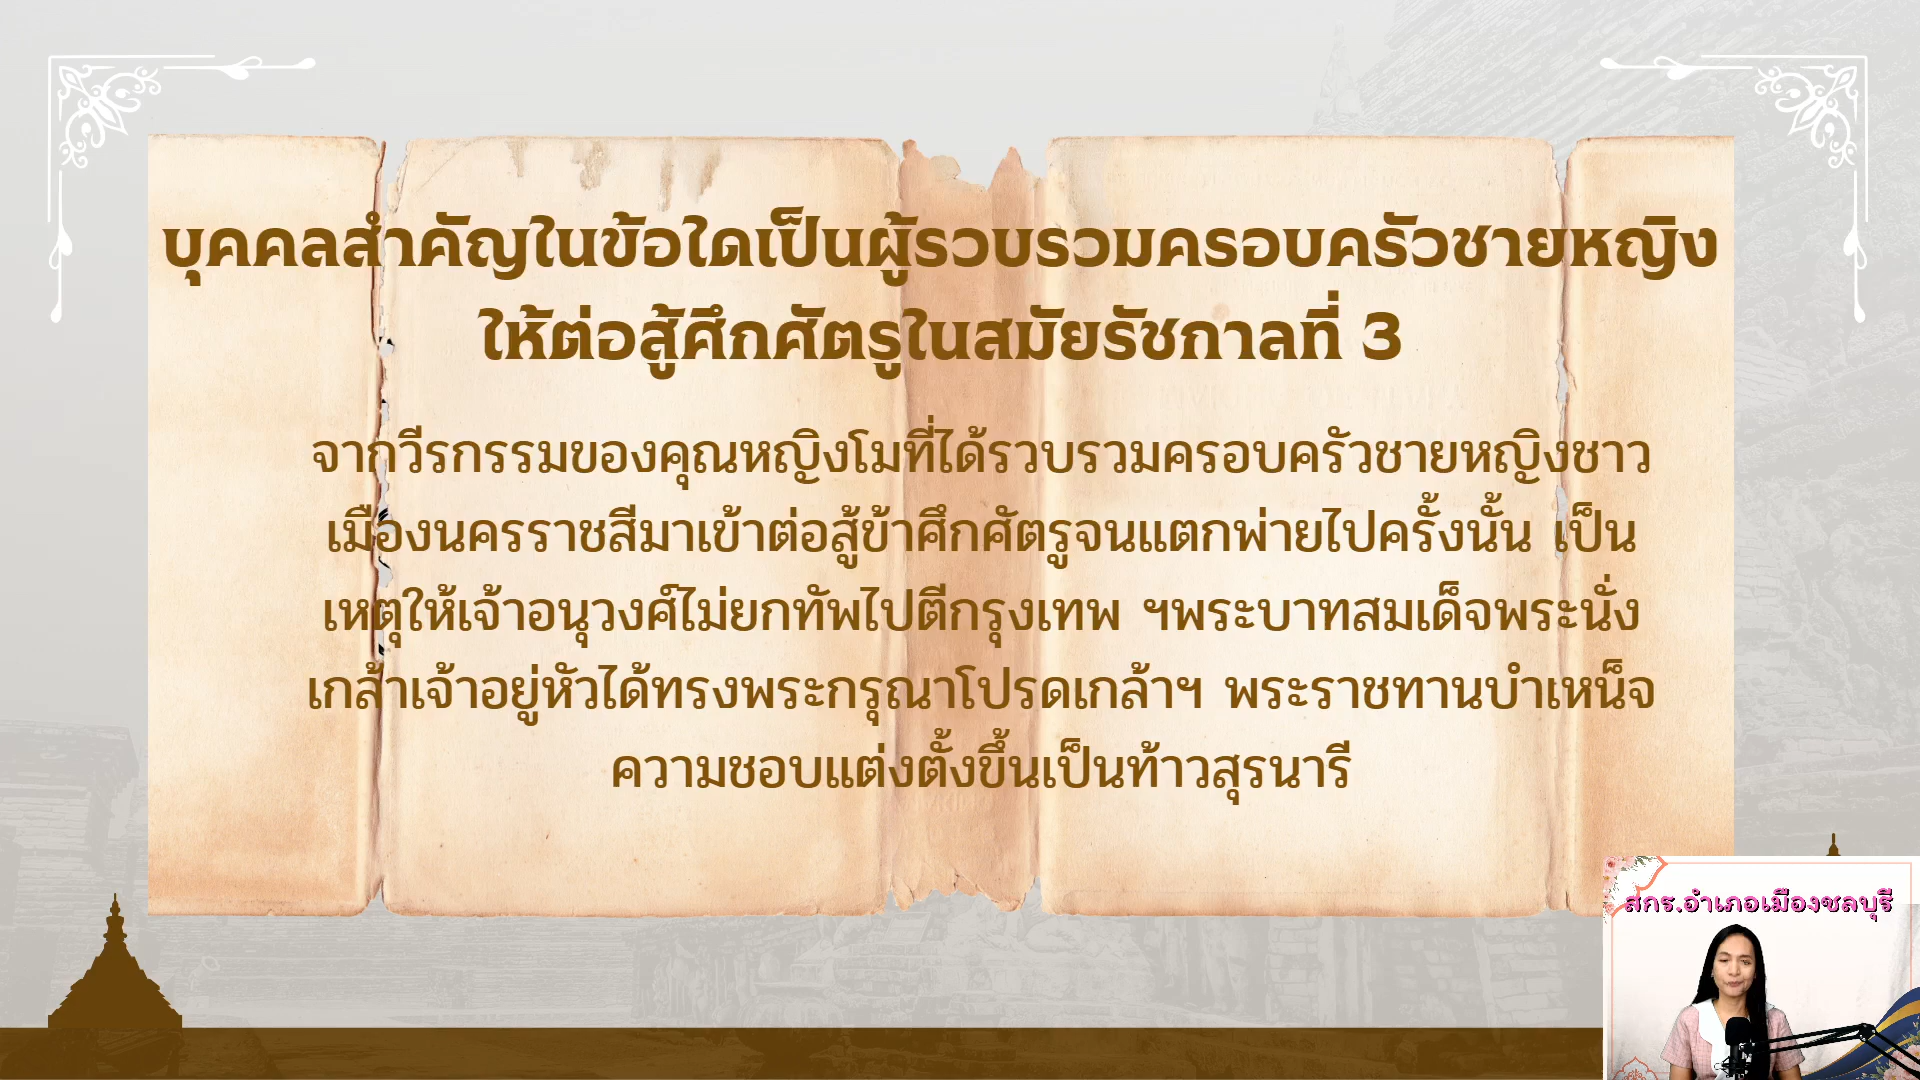 บุคคลสำคัญในข้อใดเป็นผู้รวบรวมครอบครัวชายหญิง
ให้ต่อสู้ศึกศัตรูในสมัยรัชกาลที่ 3
จากวีรกรรมของคุณหญิงโมที่ได้รวบรวมครอบครัวชายหญิงชาว
เมืองนครราชสีมาเข้าต่อสู้ข้าศึกศัตรูจนแตกพ่ายไปครั้งนั้น เป็น
เหตุให้เจ้าอนุวงศ์ไม่ยกทัพไปตีกรุงเทพ ฯพระบาทสมเด็จพระนั่ง
เกล้าเจ้าอยู่หัวได้ทรงพระกรุณาโปรดเกล้าฯ พระราชทานบำเหน็จ
ความชอบแต่งตั้งขึ้นเป็นท้าวสุรนารี
สกร.อำเภอเมืองชลบุรี